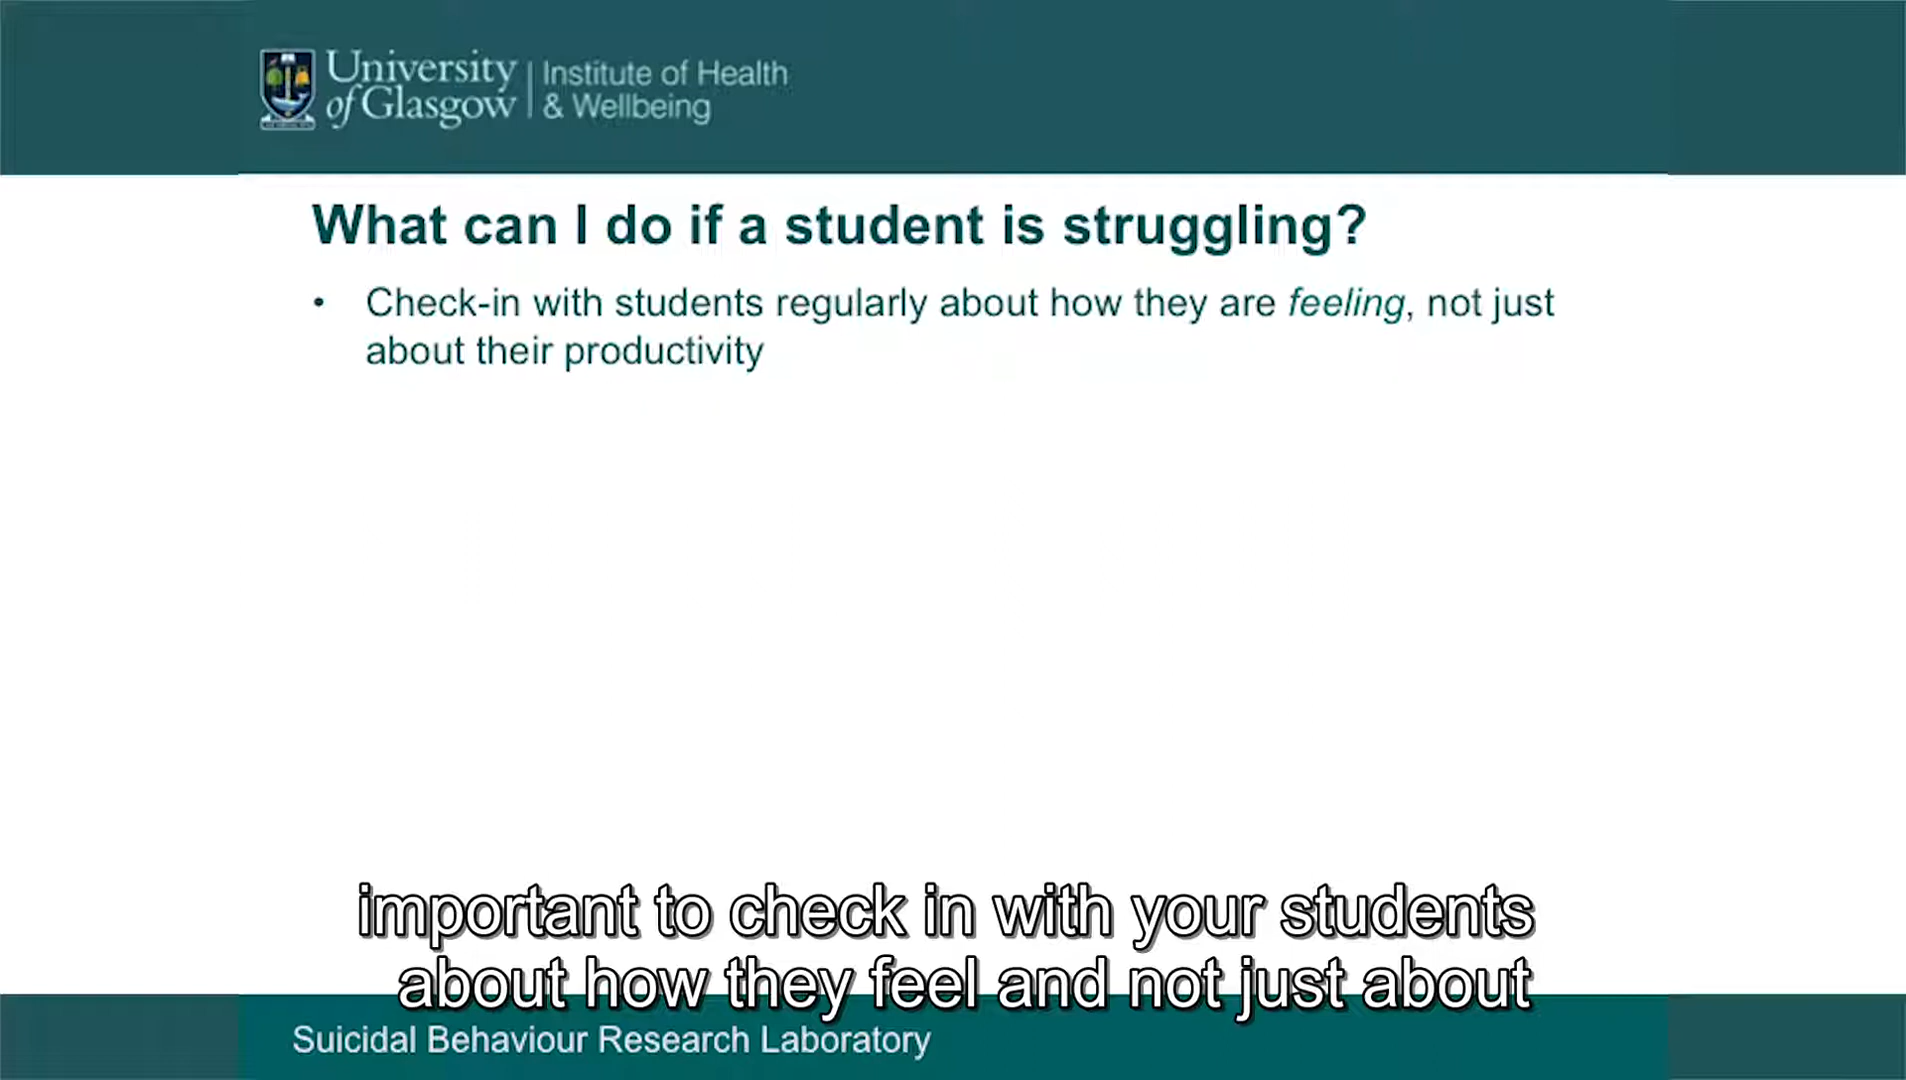 University
of Glasgow
Institute of Health
& Wellbeing
What can I do if a student is struggling?
• Check-in with students regularly about how they are feeling, not just
about their productivity
important to check in with your students
about how they feel and not just about
Suicidal Behaviour Research Laboratory